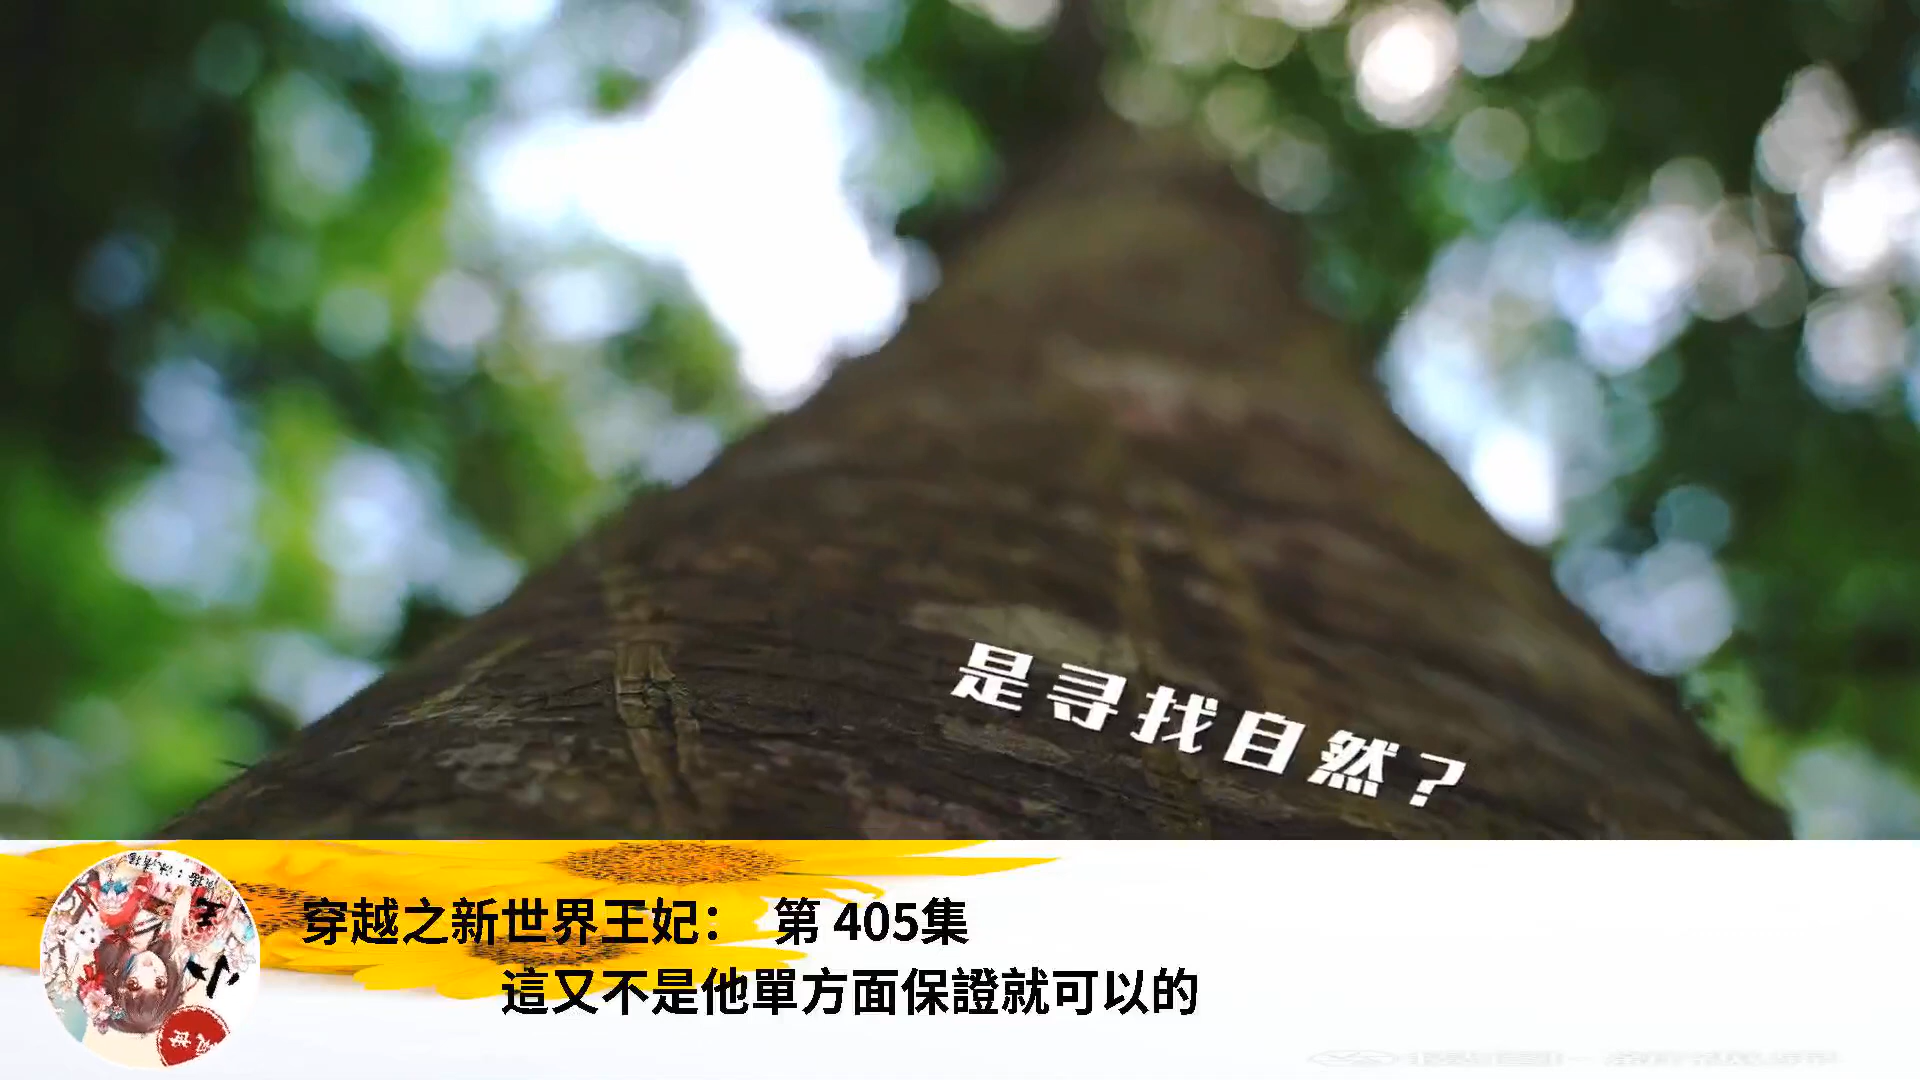 是寻找自然?
穿越之新世界王妃： 第 405集
這又不是他單方面保證就可以的